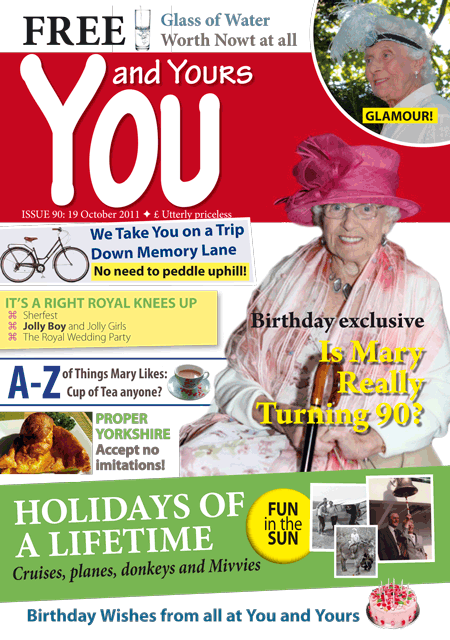 FREE
Glass of Water
Worth Nowt at all
and YOURS
YOU
GLAMOUR!
ISSUE 90: 19 October 2011 ✦ £ Utterly priceless
We Take You on a Trip
Down Memory Lane
No need to peddle uphill!
IT'S A RIGHT ROYAL KNEES UP
⌘ Sherfest
⌘ Jolly Boy and Jolly Girls
⌘ The Royal Wedding Party
Birthday exclusive
Is Mary
Really
Turning 90?
A-Z of Things Mary Likes:
Cup of Tea anyone?
PROPER
YORKSHIRE
Accept no
imitations!
HOLIDAYS OF
A LIFETIME
Cruises, planes, donkeys and Mivvies
FUN
in the
SUN
Birthday Wishes from all at You and Yours